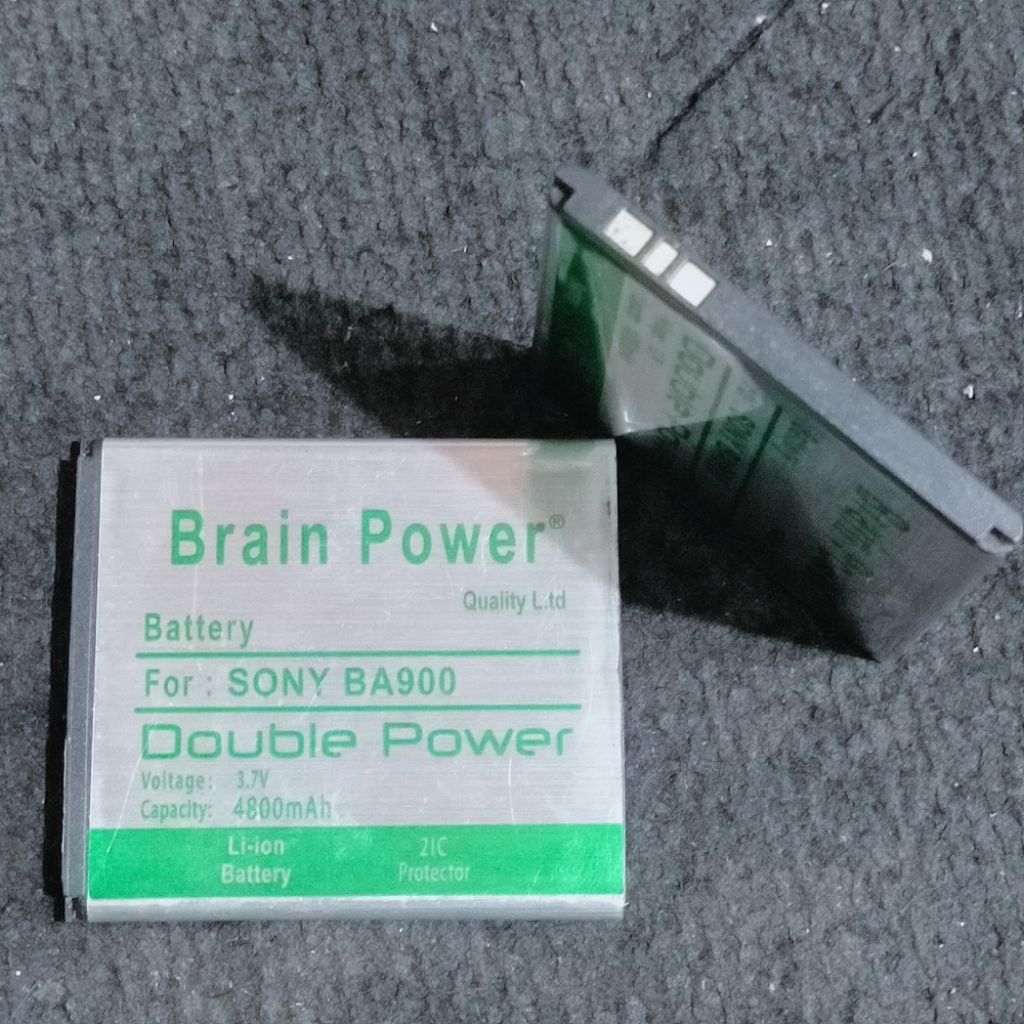 Brain Power®
Quality L.td
Battery
For : SONY BA900
Double Power
Voltage: 3.7V
Capacity: 4800mAh
Li-ion 2IC
Battery Protector